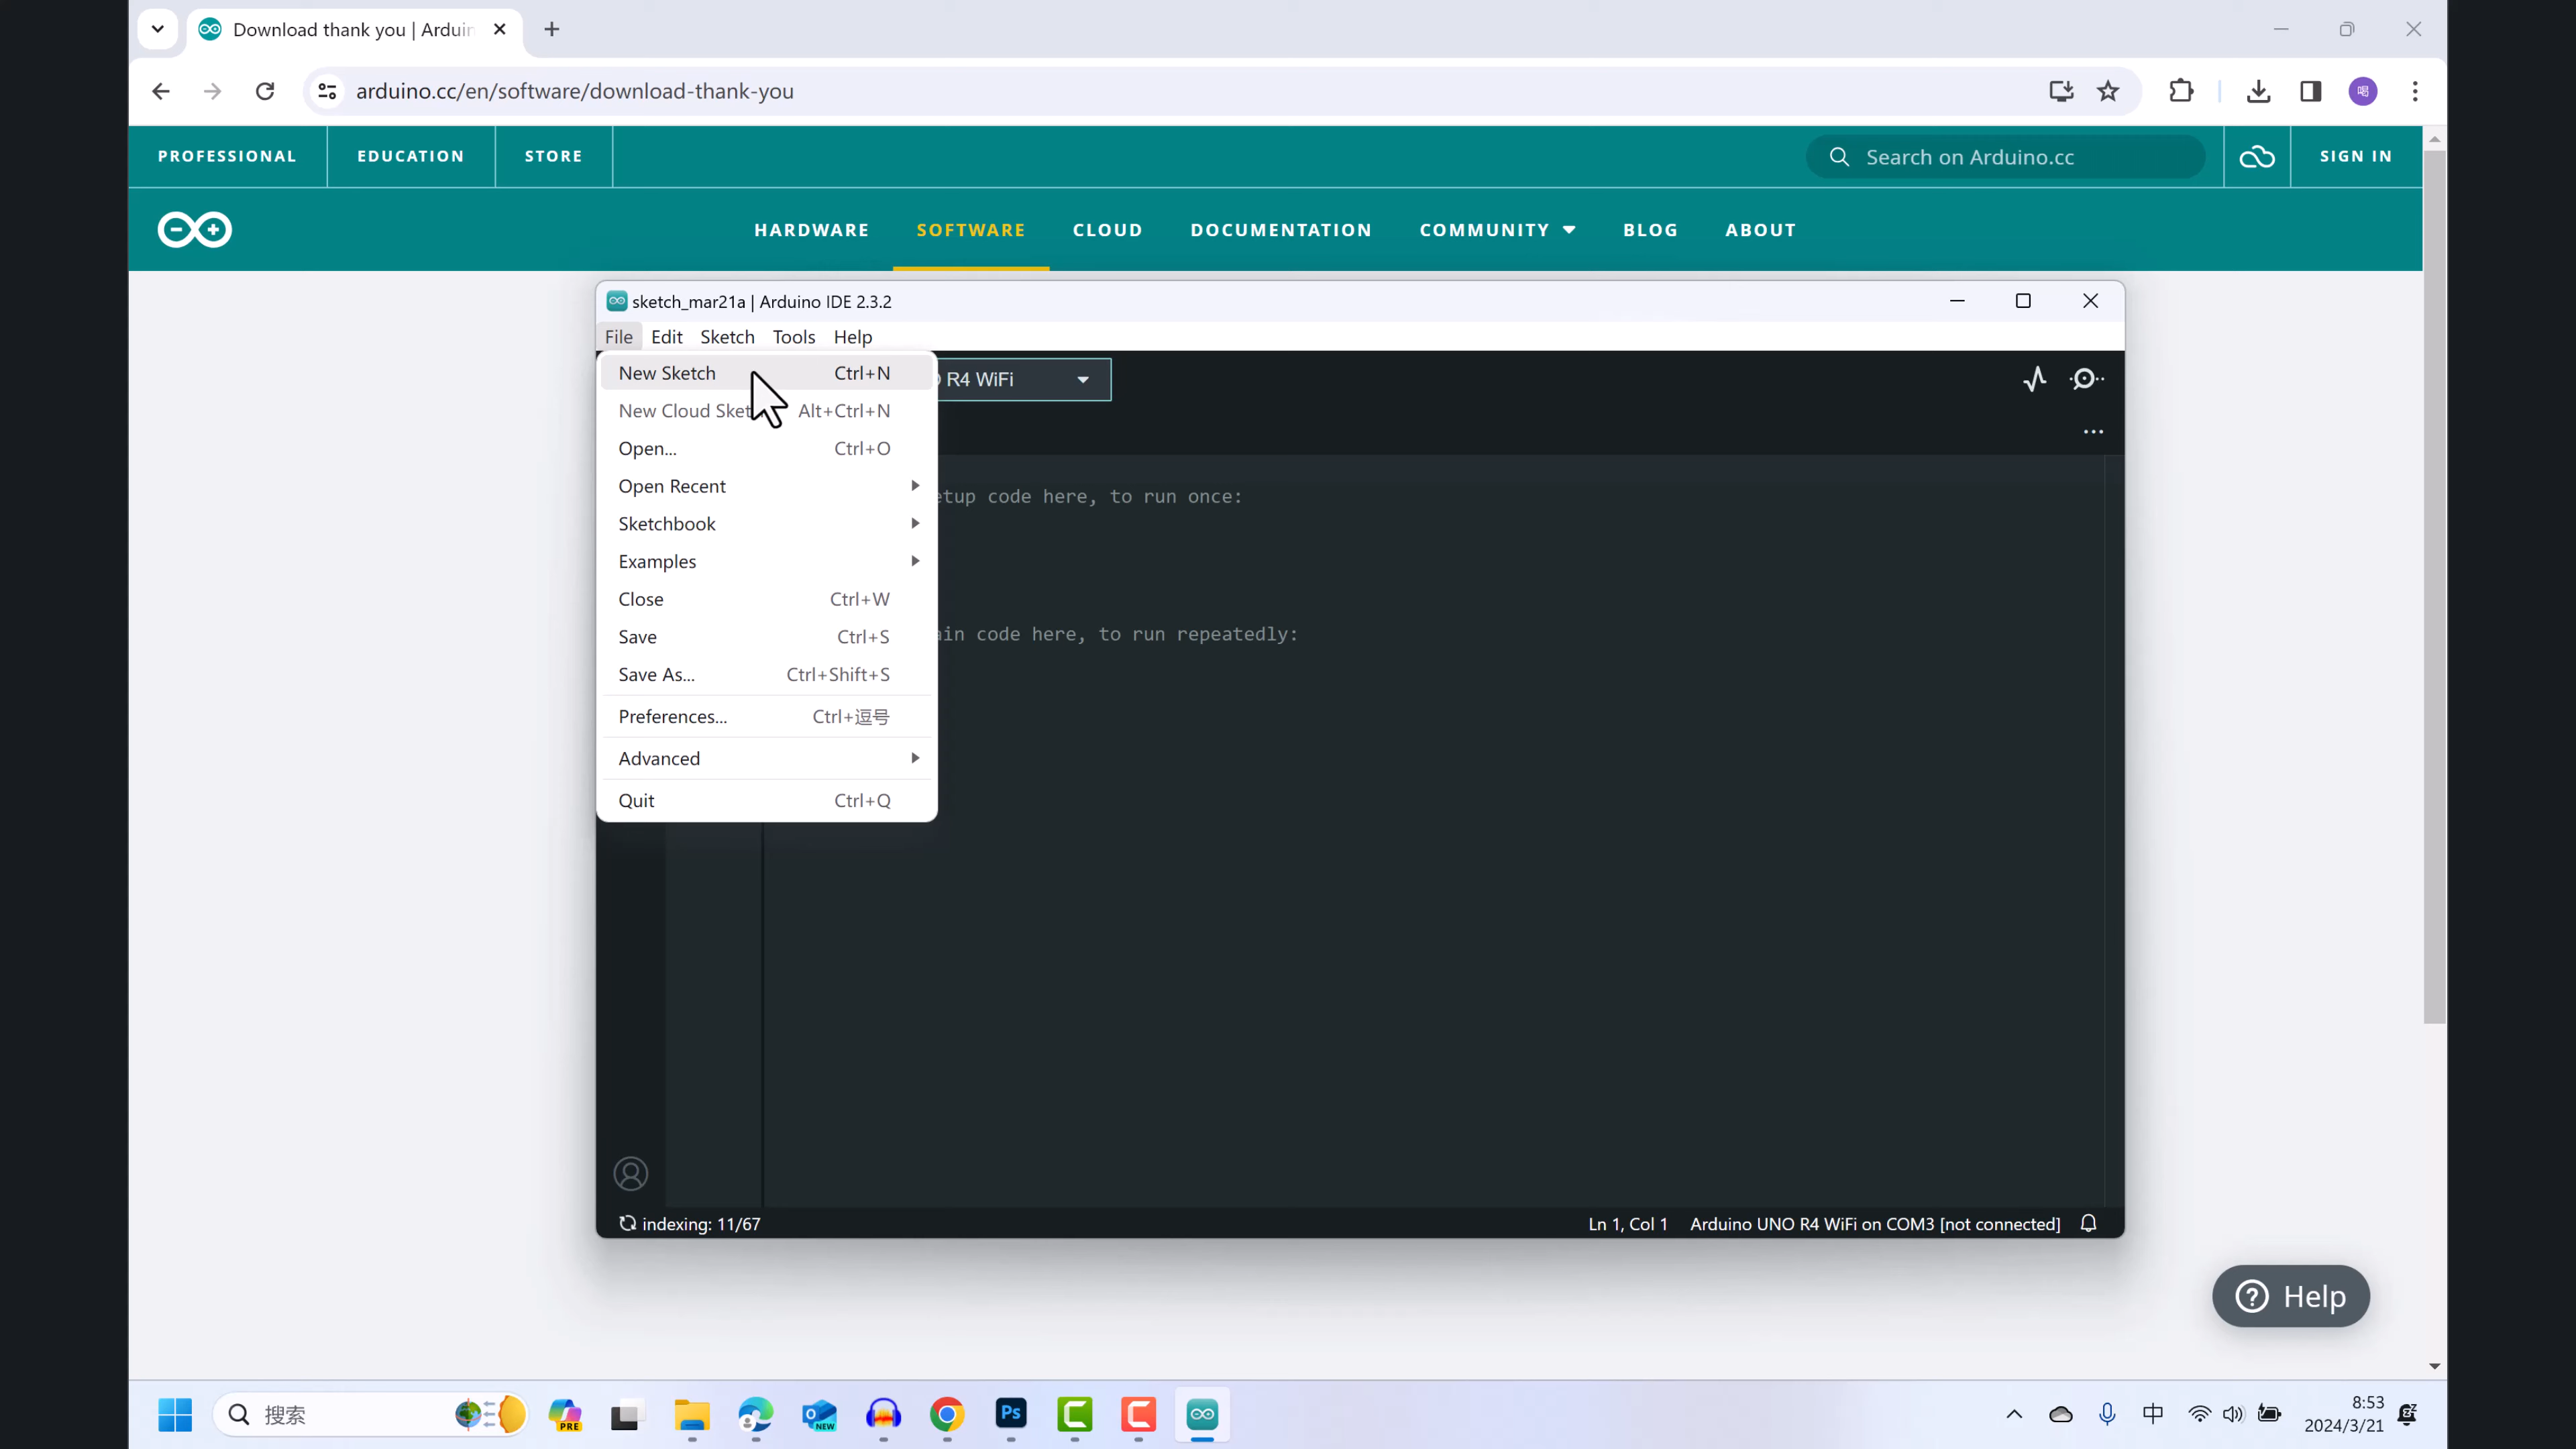 Download thank you | Arduin
arduino.cc/en/software/download-thank-you
PROFESSIONAL EDUCATION STORE Search on Arduino.cc SIGN IN
HARDWARE SOFTWARE CLOUD DOCUMENTATION COMMUNITY BLOG ABOUT
sketch_mar21a | Arduino IDE 2.3.2
File Edit Sketch Tools Help
New Sketch Ctrl+N
R4 WiFi
New Cloud Sket Alt+Ctrl+N
Open... Ctrl+O
Open Recent
etup code here, to run once:
Sketchbook
Examples
Close Ctrl+W
Save Ctrl+S
ain code here, to run repeatedly:
Save As... Ctrl+Shift+S
Preferences... Ctrl+逗号
Advanced
Quit Ctrl+Q
indexing: 11/67 Ln 1, Col 1 Arduino UNO R4 WiFi on COM3 [not connected]
Help
搜索 PRE NEW Ps 中 8:53
2024/3/21